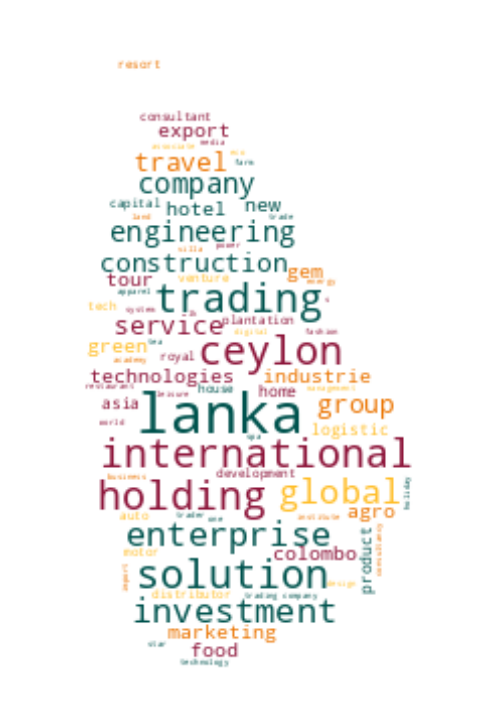 resort
consultant
export
media
associate
travel
eco
farm
company
capital hotel new
land trade
engineering
villa power
construction
gem
tour venture energy
apparel
trading
tech system lk
service plantation
digital fashion
green tea
ceylon
academy royal
technologies industrie
restaurant house home management
leisure
asia lanka group
world logistic
spa
international
development
business
holding global holiday
agro
auto trader one institute
enterprise
motor colombo product consultancy
solution
import design
distributor trading company
investment
marketing
star food
technology